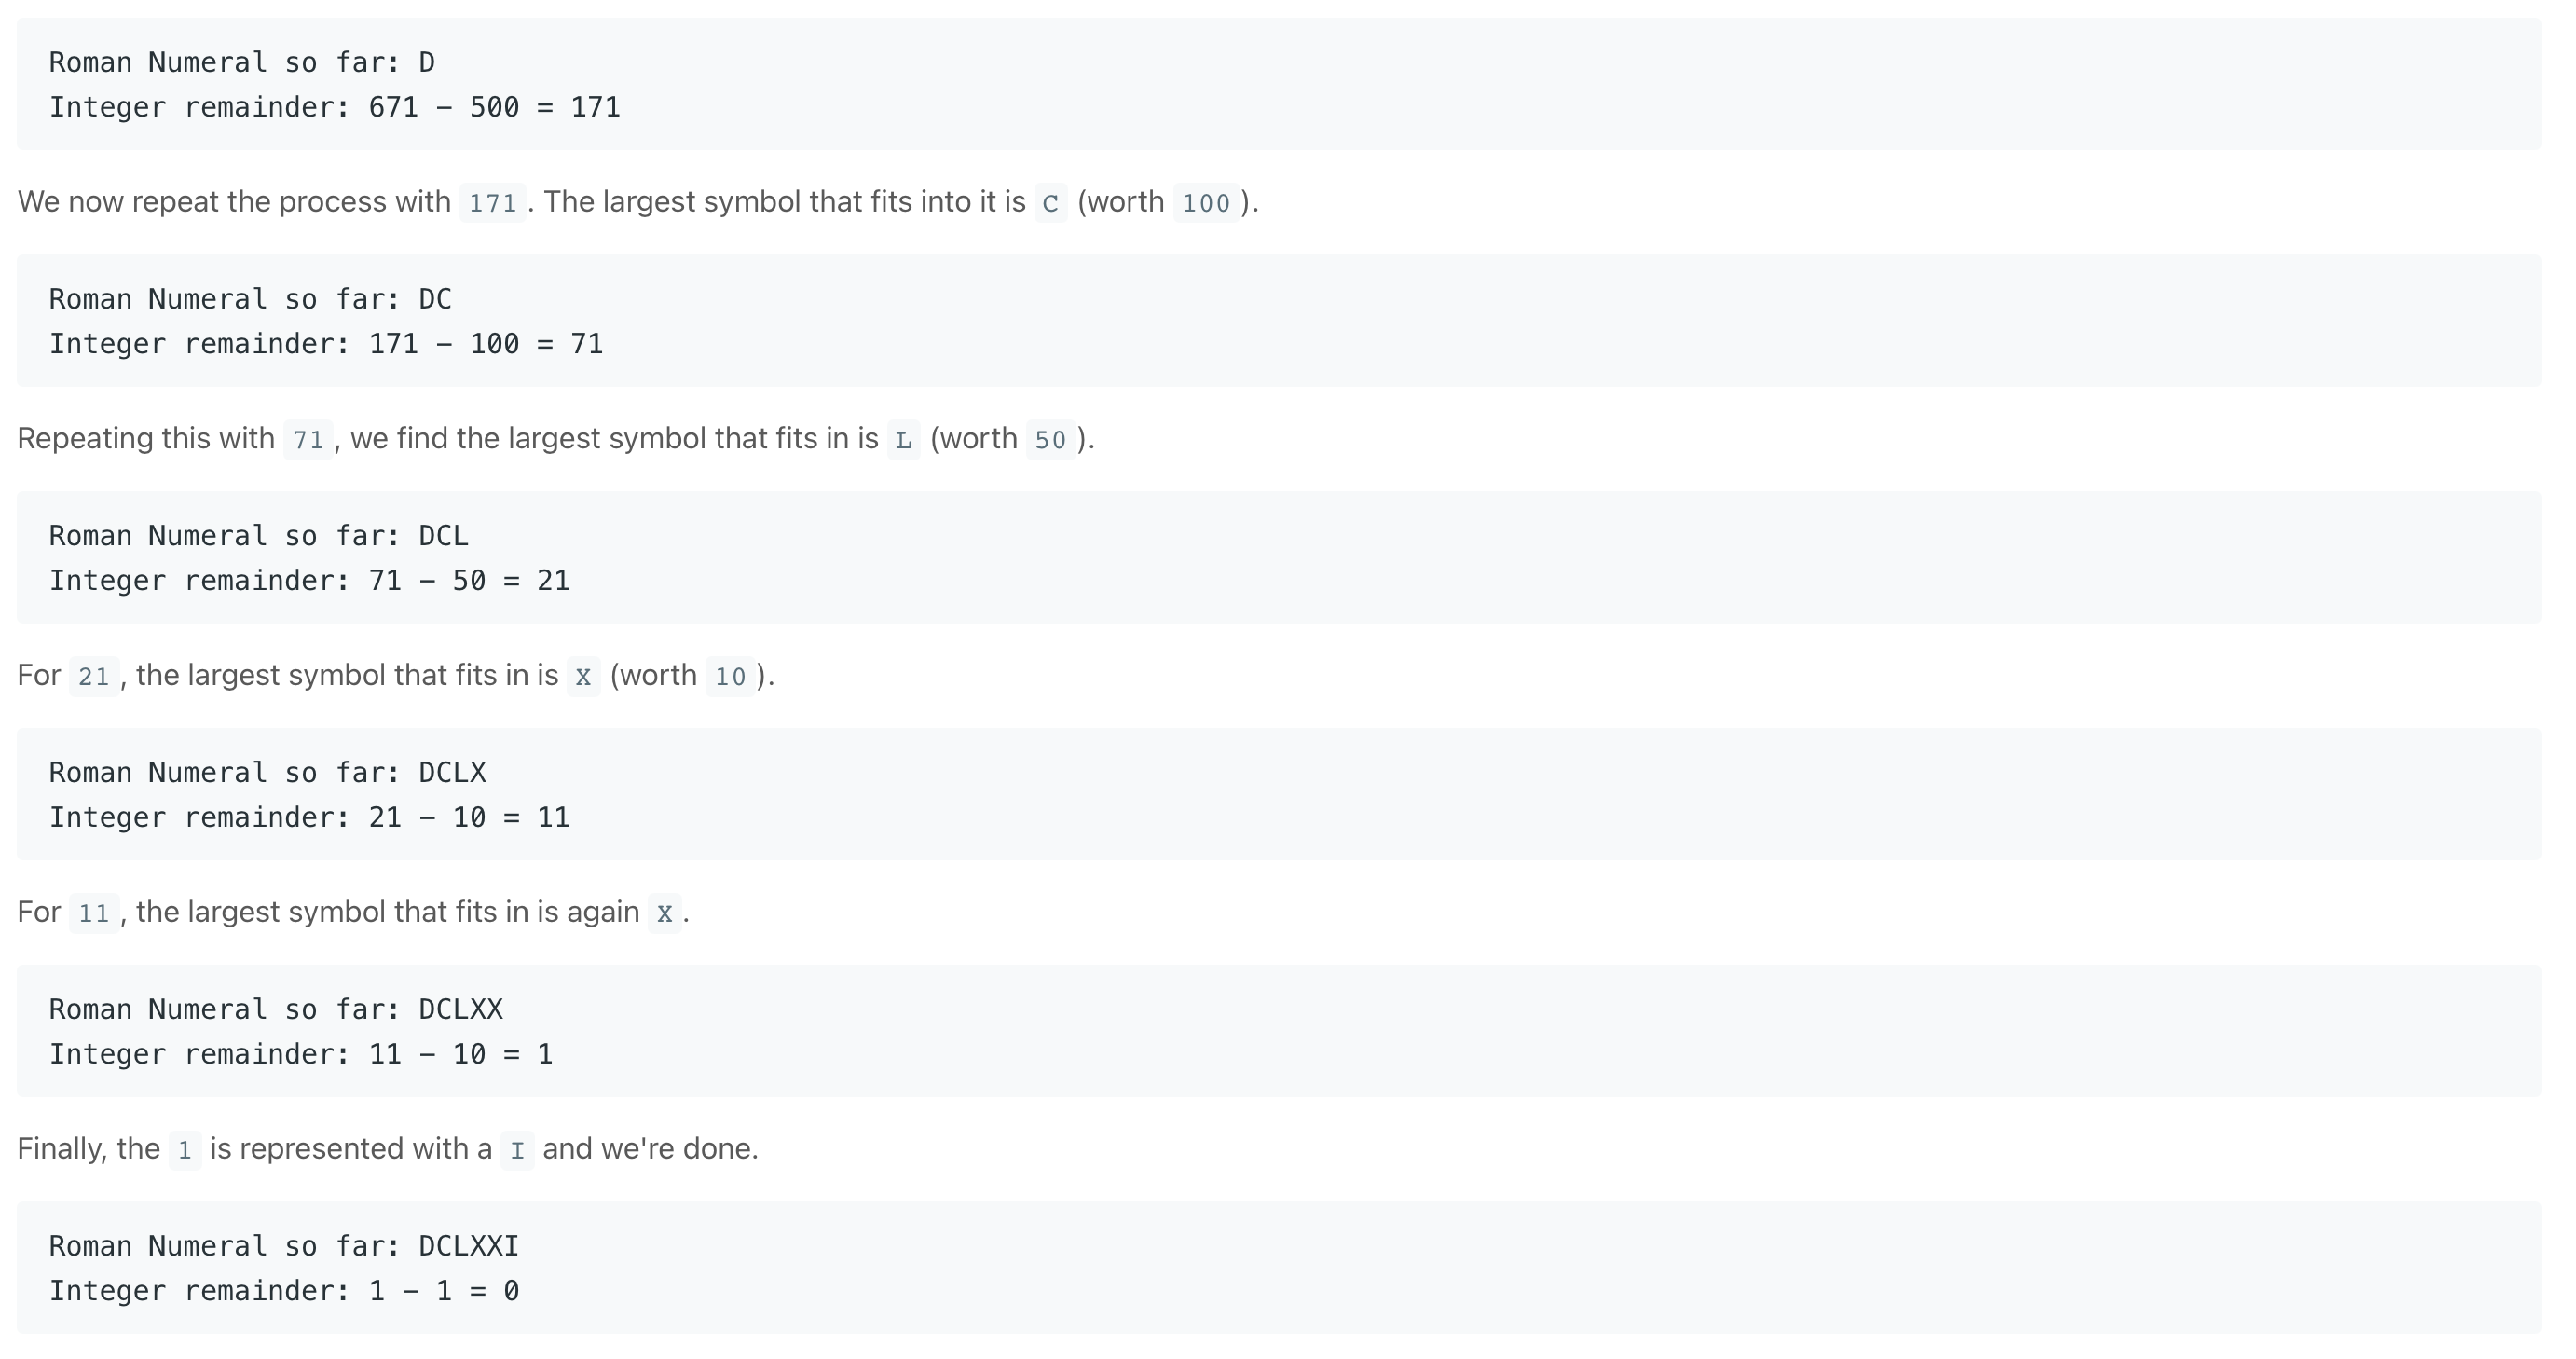 Roman Numeral so far: D
Integer remainder: 671 − 500 = 171
We now repeat the process with 171. The largest symbol that fits into it is C (worth 100).
Roman Numeral so far: DC
Integer remainder: 171 − 100 = 71
Repeating this with 71, we find the largest symbol that fits in is L (worth 50).
Roman Numeral so far: DCL
Integer remainder: 71 − 50 = 21
For 21, the largest symbol that fits in is X (worth 10).
Roman Numeral so far: DCLX
Integer remainder: 21 − 10 = 11
For 11, the largest symbol that fits in is again X.
Roman Numeral so far: DCLXX
Integer remainder: 11 − 10 = 1
Finally, the 1 is represented with a I and we're done.
Roman Numeral so far: DCLXXI
Integer remainder: 1 − 1 = 0